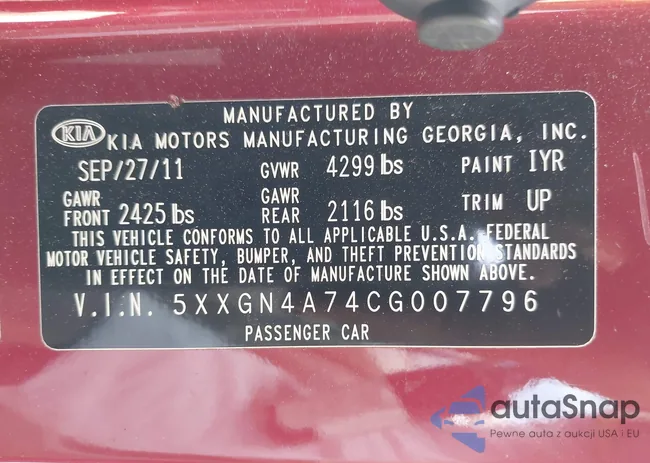 MANUFACTURED BY
KIA KIA MOTORS MANUFACTURING GEORGIA, INC.
SEP/27/11 GVWR 4299 lbs PAINT IYR
GAWR FRONT 2425 lbs GAWR REAR 2116 lbs TRIM UP
THIS VEHICLE CONFORMS TO ALL APPLICABLE U.S.A. FEDERAL
MOTOR VEHICLE SAFETY, BUMPER, AND THEFT PREVENTION STANDARDS
IN EFFECT ON THE DATE OF MANUFACTURE SHOWN ABOVE.
V.I.N. 5XXGN4A74CG007796
PASSENGER CAR
autaSnap
Pewne auta z aukcji USA i EU